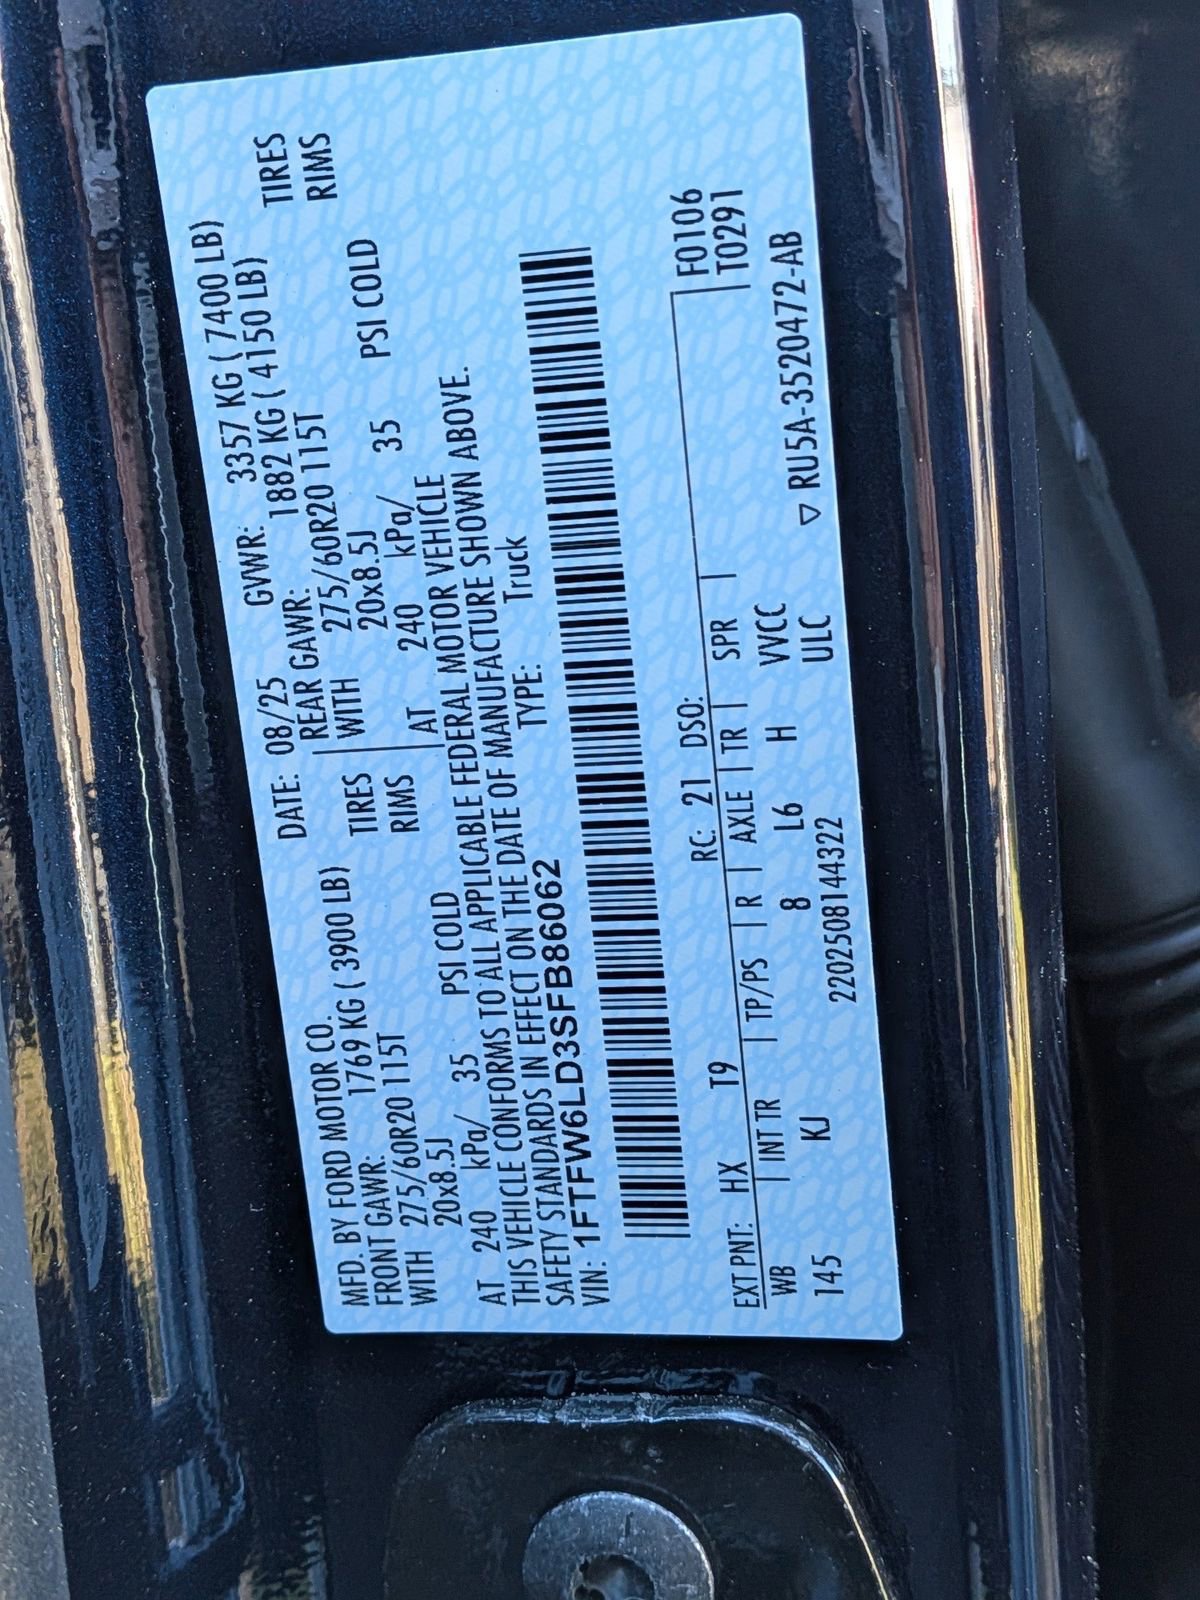 MFD. BY FORD MOTOR CO. DATE: 08/25 GVWR: 3357 KG ( 7400 LB)
FRONT GAWR: 1769 KG ( 3900 LB) REAR GAWR: 1882 KG ( 4150 LB)
WITH 275/60R20 115T TIRES WITH 275/60R20 115T TIRES
20x8.5J RIMS 20x8.5J RIMS
AT 240 kPa/ 35 PSI COLD AT 240 kPa/ 35 PSI COLD
THIS VEHICLE CONFORMS TO ALL APPLICABLE FEDERAL MOTOR VEHICLE
SAFETY STANDARDS IN EFFECT ON THE DATE OF MANUFACTURE SHOWN ABOVE.
VIN: 1FTFW6LD3SFB86062 TYPE: Truck
EXT PNT: HX T9 RC: 21 DSO: F0106
WB INT TR TP/PS R AXLE TR SPR T0291
145 KJ 8 L6 H VVCC
ULC
2202508144322 ▽ RU5A-3520472-AB